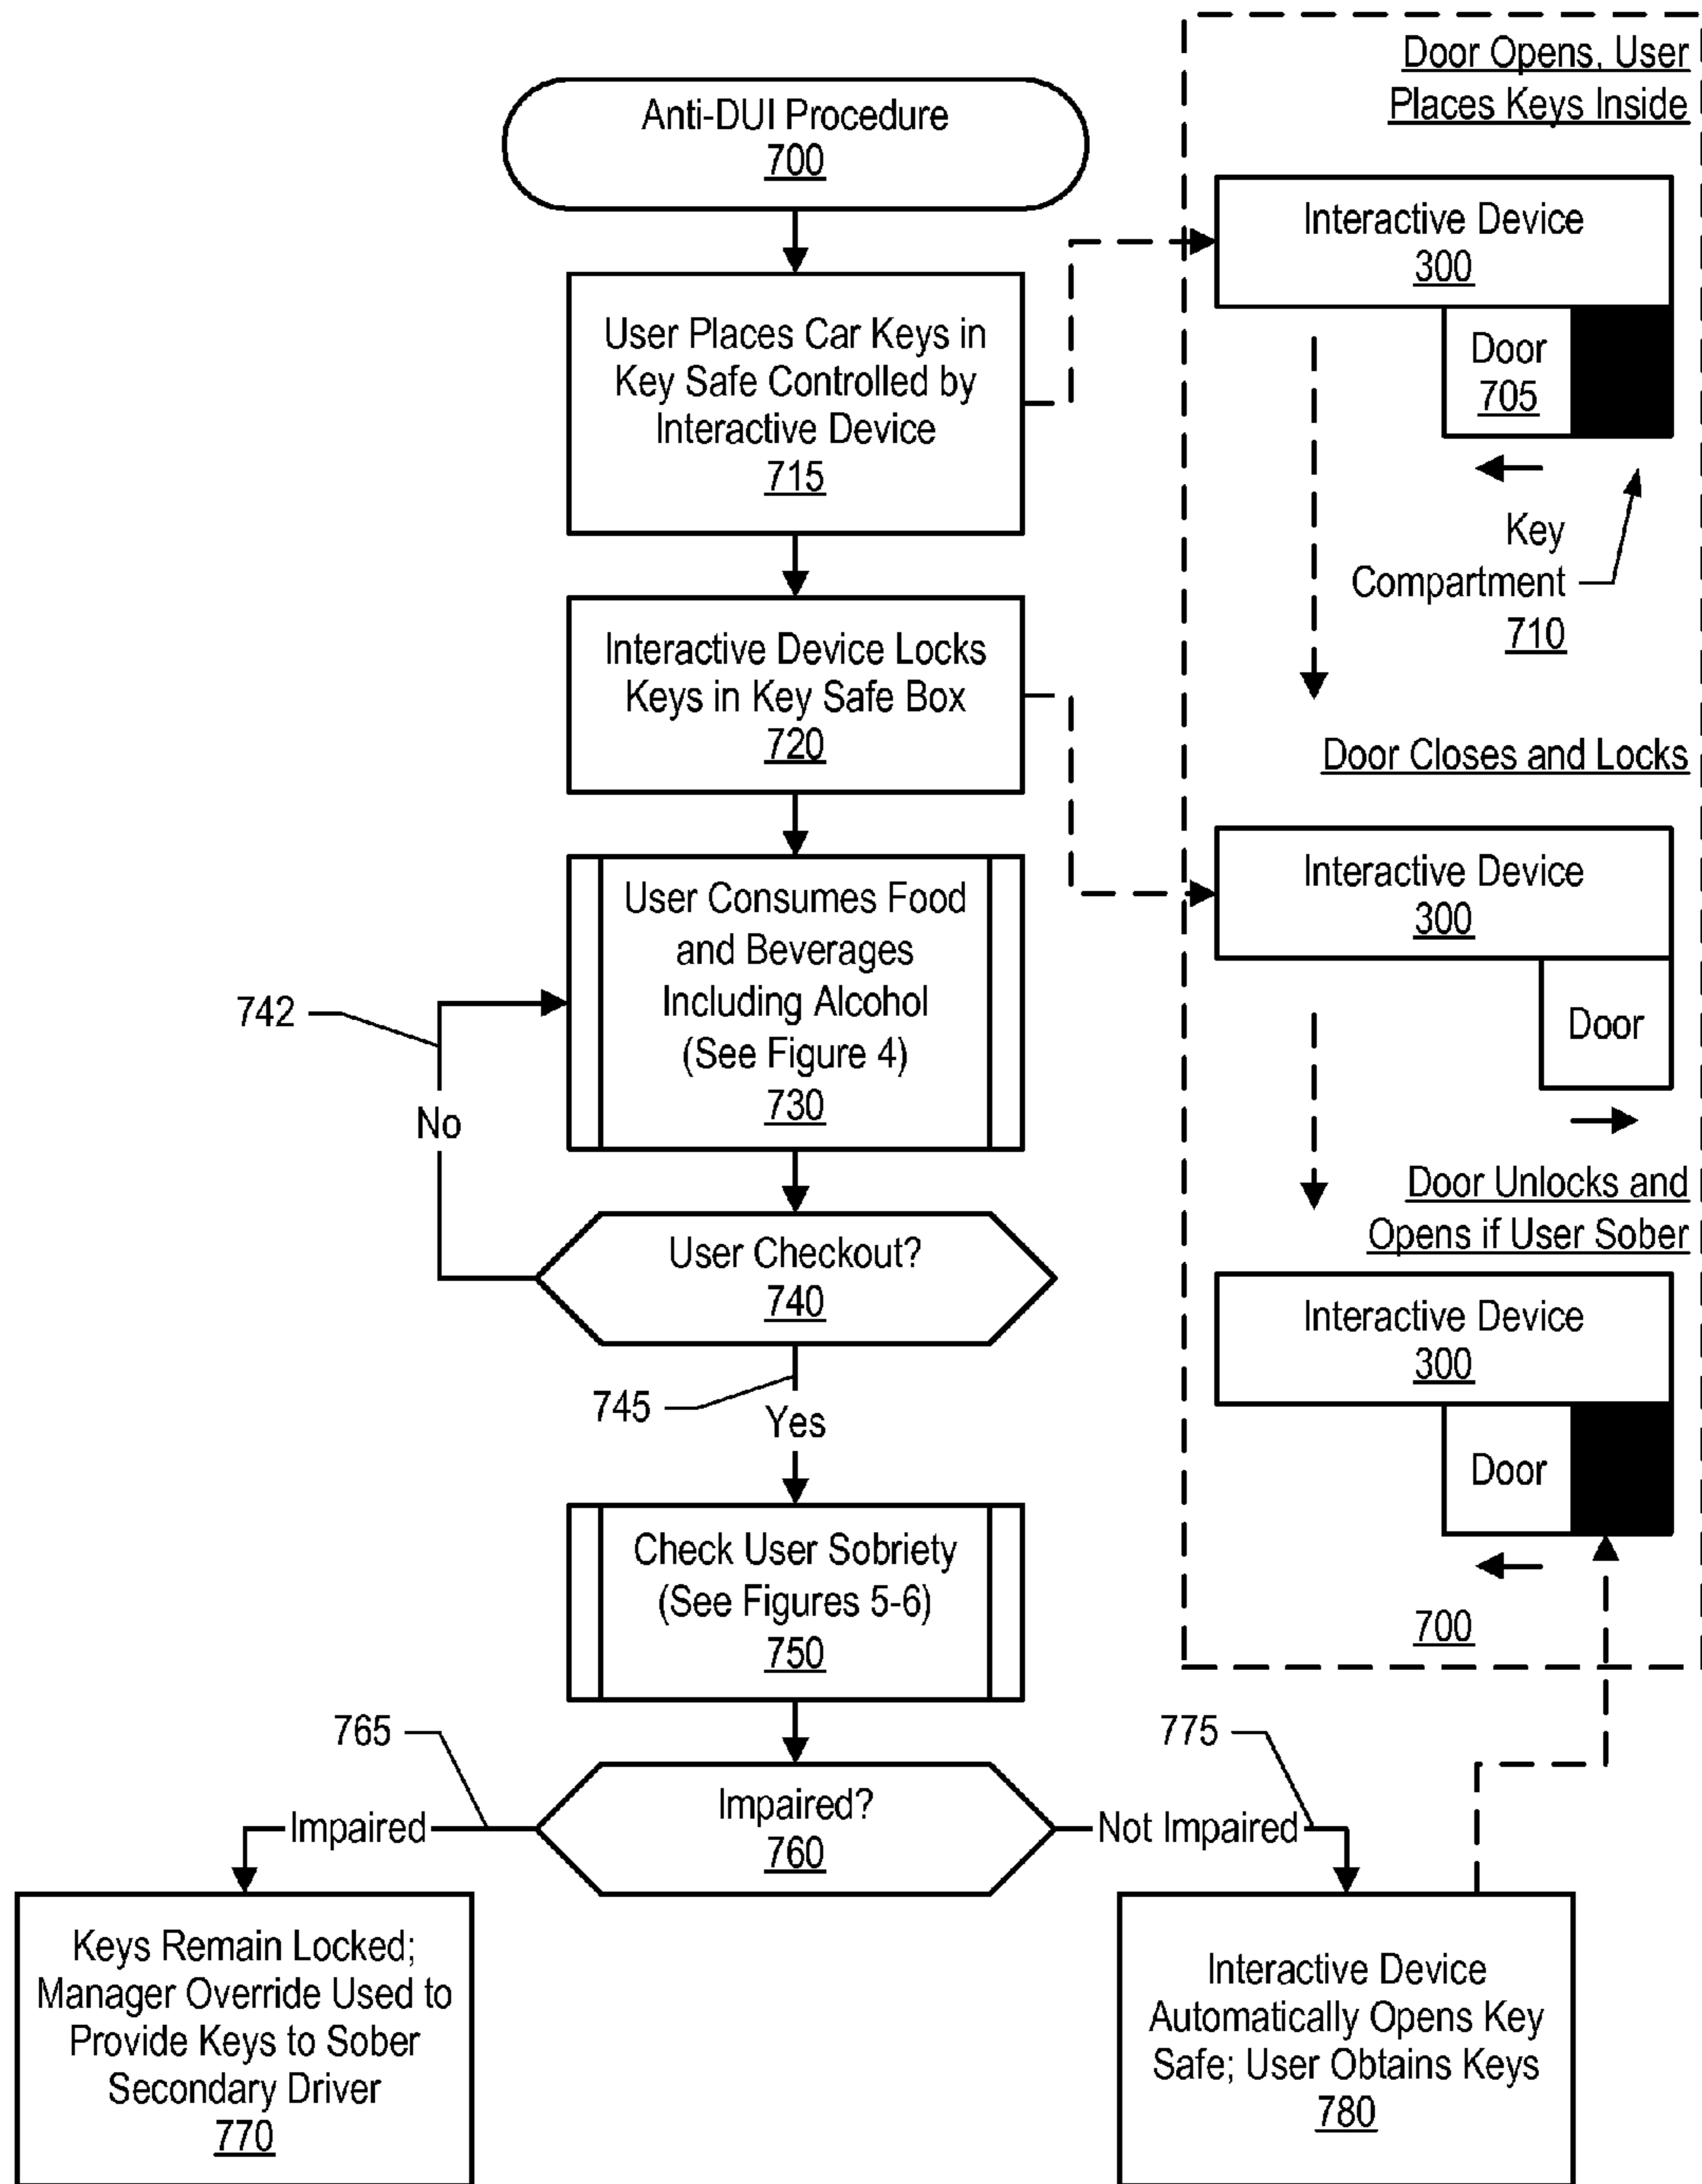 Anti-DUI Procedure
700
User Places Car Keys in
Key Safe Controlled by
Interactive Device
715
Interactive Device Locks
Keys in Key Safe Box
720
User Consumes Food
and Beverages
Including Alcohol
(See Figure 4)
730
742
No
User Checkout?
740
745
Yes
Check User Sobriety
(See Figures 5-6)
750
765
775
Impaired?
760
Impaired
Not Impaired
Keys Remain Locked;
Manager Override Used to
Provide Keys to Sober
Secondary Driver
770
Interactive Device
Automatically Opens Key
Safe; User Obtains Keys
780
Door Opens, User
Places Keys Inside
Interactive Device
300
Door
705
Key
Compartment
710
Door Closes and Locks
Interactive Device
300
Door
Door Unlocks and
Opens if User Sober
Interactive Device
300
Door
700